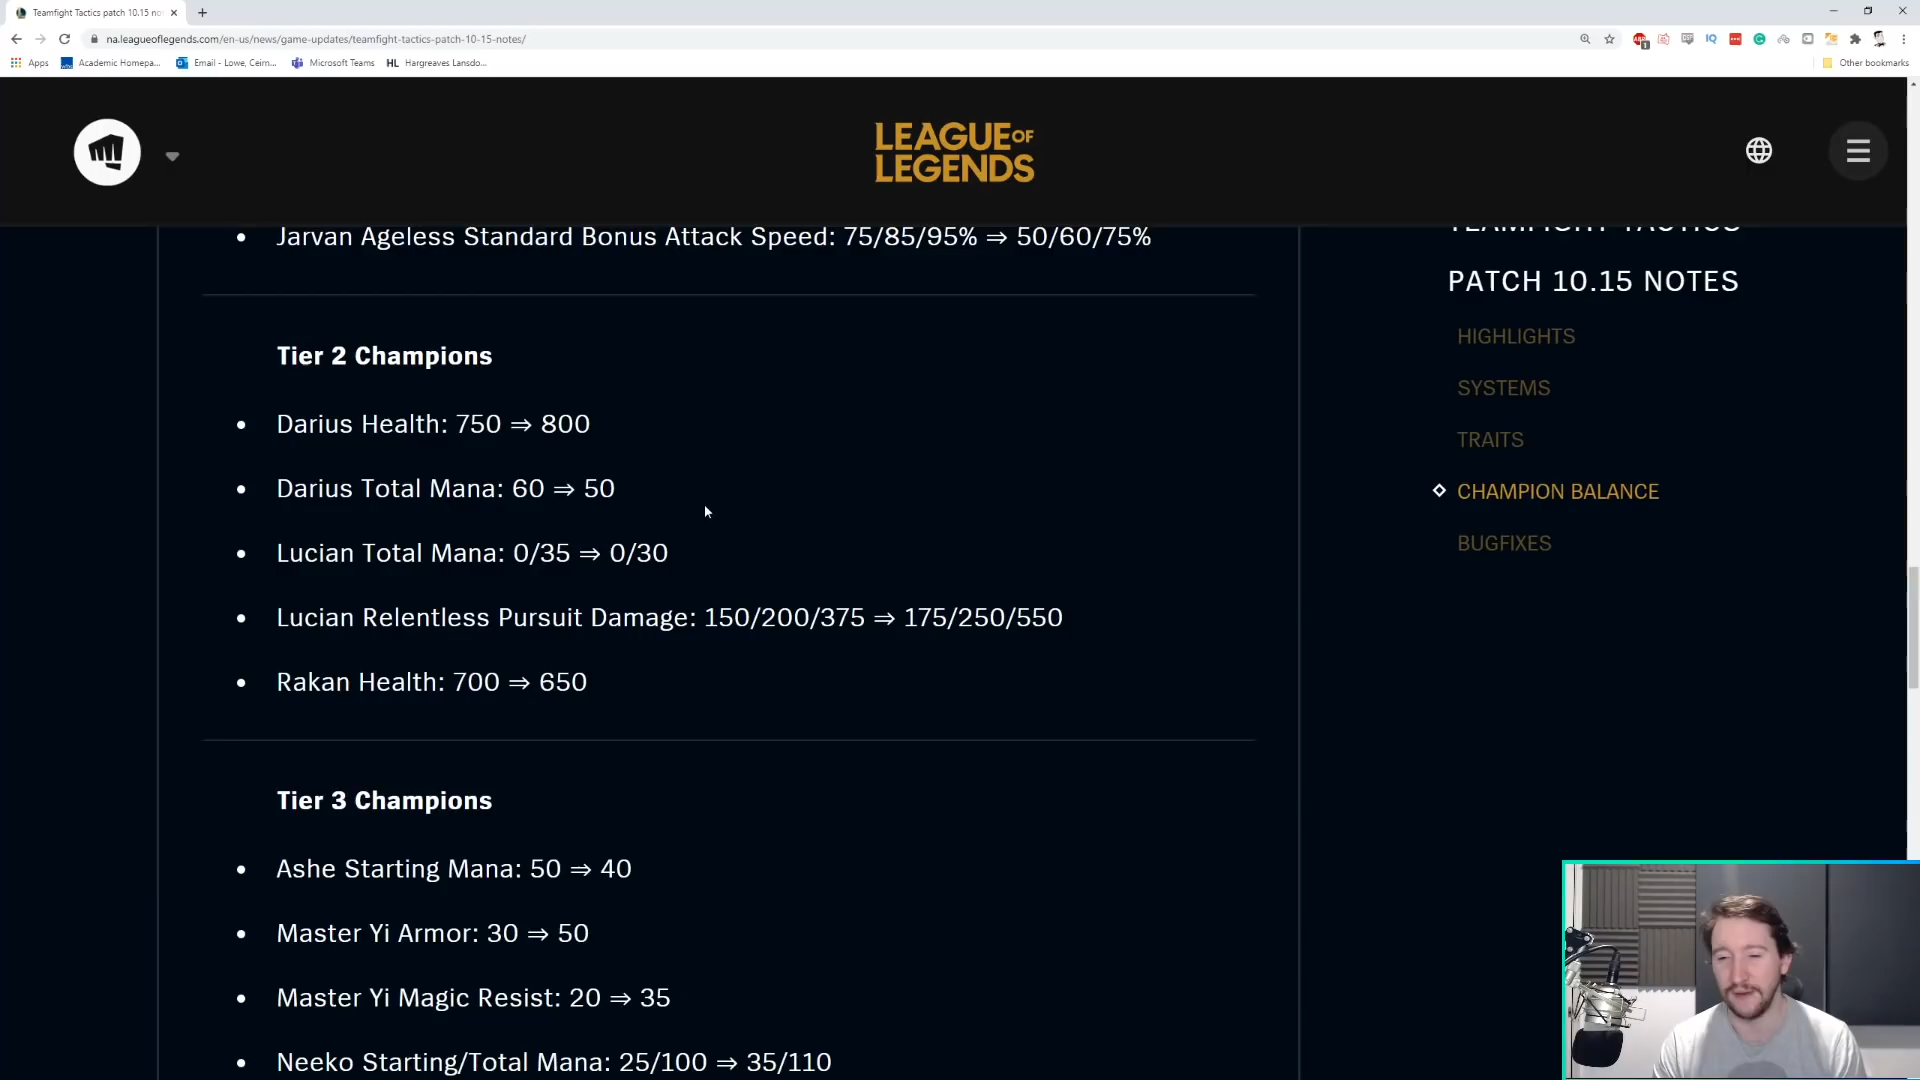 Teamfight Tactics patch 10.15 no
na.leagueoflegends.com/en-us/news/game-updates/teamfight-tactics-patch-10-15-notes/
Apps
Academic Homepa...
Email - Lowe, Ceirn...
Microsoft Teams
HL Hargreaves Lansdo...
Other bookmarks
LEAGUE OF
LEGENDS
Jarvan Ageless Standard Bonus Attack Speed: 75/85/95% ⇒ 50/60/75%
Tier 2 Champions
• Darius Health: 750 ⇒ 800
• Darius Total Mana: 60 ⇒ 50
• Lucian Total Mana: 0/35 ⇒ 0/30
• Lucian Relentless Pursuit Damage: 150/200/375 ⇒ 175/250/550
• Rakan Health: 700 ⇒ 650
Tier 3 Champions
• Ashe Starting Mana: 50 ⇒ 40
• Master Yi Armor: 30 ⇒ 50
• Master Yi Magic Resist: 20 ⇒ 35
• Neeko Starting/Total Mana: 25/100 ⇒ 35/110
TEAMFIGHT TACTICS
PATCH 10.15 NOTES
HIGHLIGHTS
SYSTEMS
TRAITS
CHAMPION BALANCE
BUGFIXES